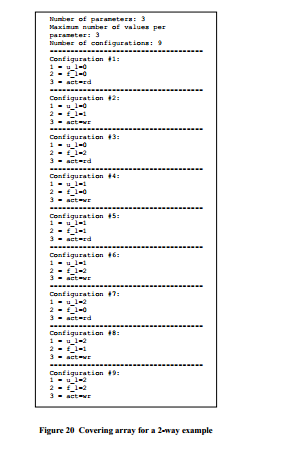 Number of parameters: 3
Maximum number of values per
parameter: 3
Number of configurations: 9
-------------------------------------
Configuration #1:
1 = u_l=0
2 = f_l=0
3 = act=rd
-------------------------------------
Configuration #2:
1 = u_l=0
2 = f_l=1
3 = act=wr
-------------------------------------
Configuration #3:
1 = u_l=0
2 = f_l=2
3 = act=rd
-------------------------------------
Configuration #4:
1 = u_l=1
2 = f_l=0
3 = act=wr
-------------------------------------
Configuration #5:
1 = u_l=1
2 = f_l=1
3 = act=rd
-------------------------------------
Configuration #6:
1 = u_l=1
2 = f_l=2
3 = act=wr
-------------------------------------
Configuration #7:
1 = u_l=2
2 = f_l=0
3 = act=rd
-------------------------------------
Configuration #8:
1 = u_l=2
2 = f_l=1
3 = act=wr
-------------------------------------
Configuration #9:
1 = u_l=2
2 = f_l=2
3 = act=wr
Figure 20 Covering array for a 2-way example